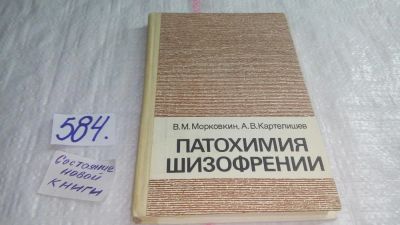 584.
Состояние
новой
книги
В. М. Морковкин, А. В. Картелишев
ПАТОХИМИЯ
ШИЗОФРЕНИИ